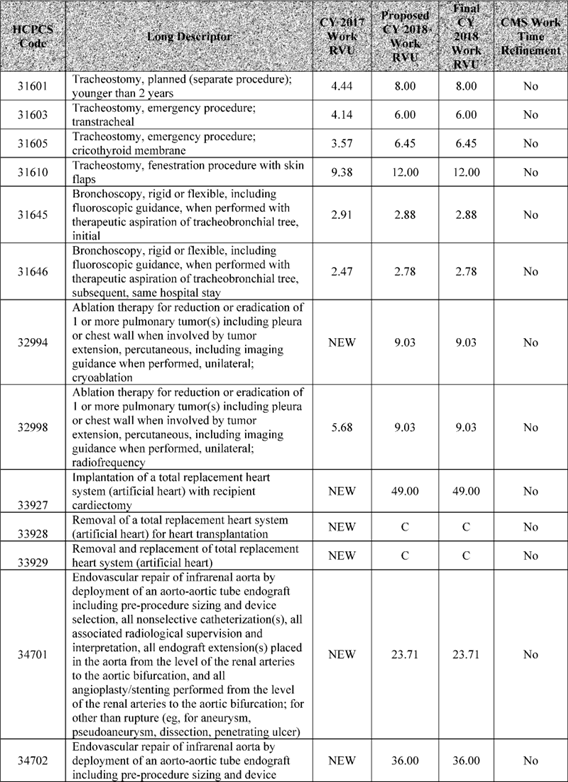 HCPCS Code Long Descriptor CY 2017 Work RVU Proposed CY 2018 Work RVU Final CY 2018 Work RVU CMS Work Time Refinement
31601 Tracheostomy, planned (separate procedure); 4.44 8.00 8.00 No
younger than 2 years
31603 Tracheostomy, emergency procedure; 4.14 6.00 6.00 No
transtracheal
31605 Tracheostomy, emergency procedure; 3.57 6.45 6.45 No
cricothyroid membrane
31610 Tracheostomy, fenestration procedure with skin 9.38 12.00 12.00 No
flaps
Bronchoscopy, rigid or flexible, including
31645 fluoroscopic guidance, when performed with 2.91 2.88 2.88 No
therapeutic aspiration of tracheobronchial tree,
initial
Bronchoscopy, rigid or flexible, including
31646 fluoroscopic guidance, when performed with 2.47 2.78 2.78 No
therapeutic aspiration of tracheobronchial tree,
subsequent, same hospital stay
Ablation therapy for reduction or eradication of
1 or more pulmonary tumor(s) including pleura
32994 or chest wall when involved by tumor NEW 9.03 9.03 No
extension, percutaneous, including imaging
guidance when performed, unilateral;
cryoablation
Ablation therapy for reduction or eradication of
1 or more pulmonary tumor(s) including pleura
32998 or chest wall when involved by tumor 5.68 9.03 9.03 No
extension, percutaneous, including imaging
guidance when performed, unilateral;
radiofrequency
Implantation of a total replacement heart
33927 system (artificial heart) with recipient NEW 49.00 49.00 No
cardiectomy
33928 Removal of a total replacement heart system NEW C C No
(artificial heart) for heart transplantation
33929 Removal and replacement of total replacement NEW C C No
heart system (artificial heart)
Endovascular repair of infrarenal aorta by
deployment of an aorto-aortic tube endograft
including pre-procedure sizing and device
selection, all nonselective catheterization(s), all
associated radiological supervision and
34701 interpretation, all endograft extension(s) placed NEW 23.71 23.71 No
in the aorta from the level of the renal arteries
to the aortic bifurcation, and all
angioplasty/stenting performed from the level
of the renal arteries to the aortic bifurcation; for
other than rupture (eg, for aneurysm,
pseudoaneurysm, dissection, penetrating ulcer)
34702 Endovascular repair of infrarenal aorta by NEW 36.00 36.00 No
deployment of an aorto-aortic tube endograft
including pre-procedure sizing and device